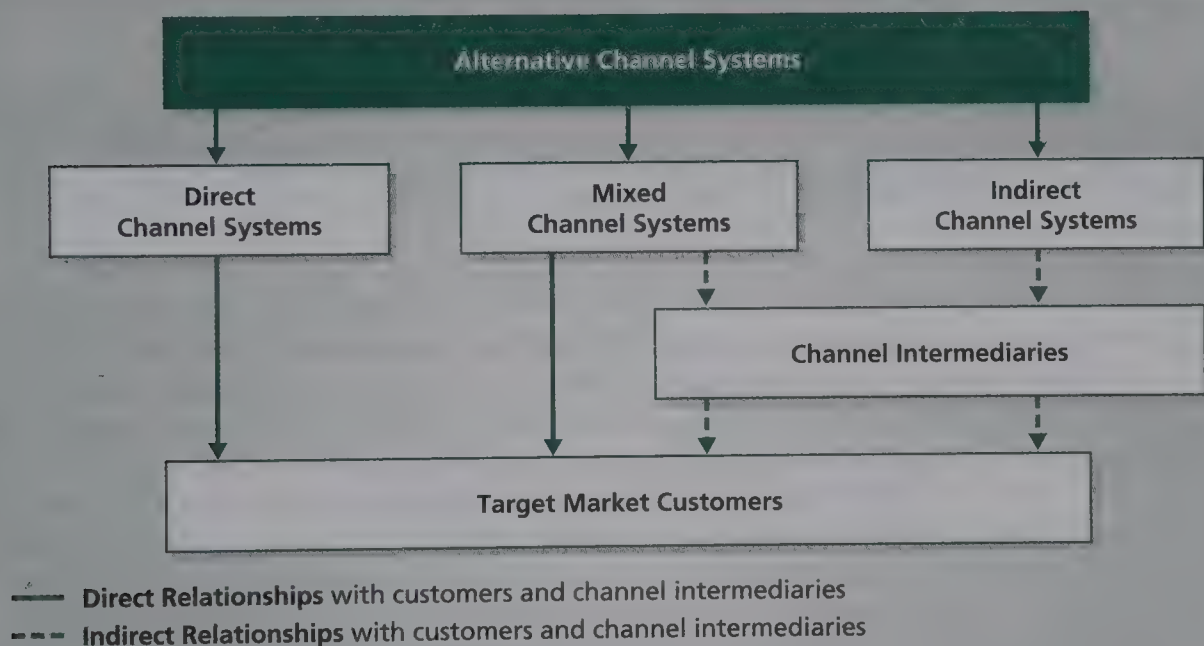 Alternative Channel Systems
Direct
Channel Systems
Mixed
Channel Systems
Indirect
Channel Systems
Channel Intermediaries
Target Market Customers
Direct Relationships with customers and channel intermediaries
Indirect Relationships with customers and channel intermediaries